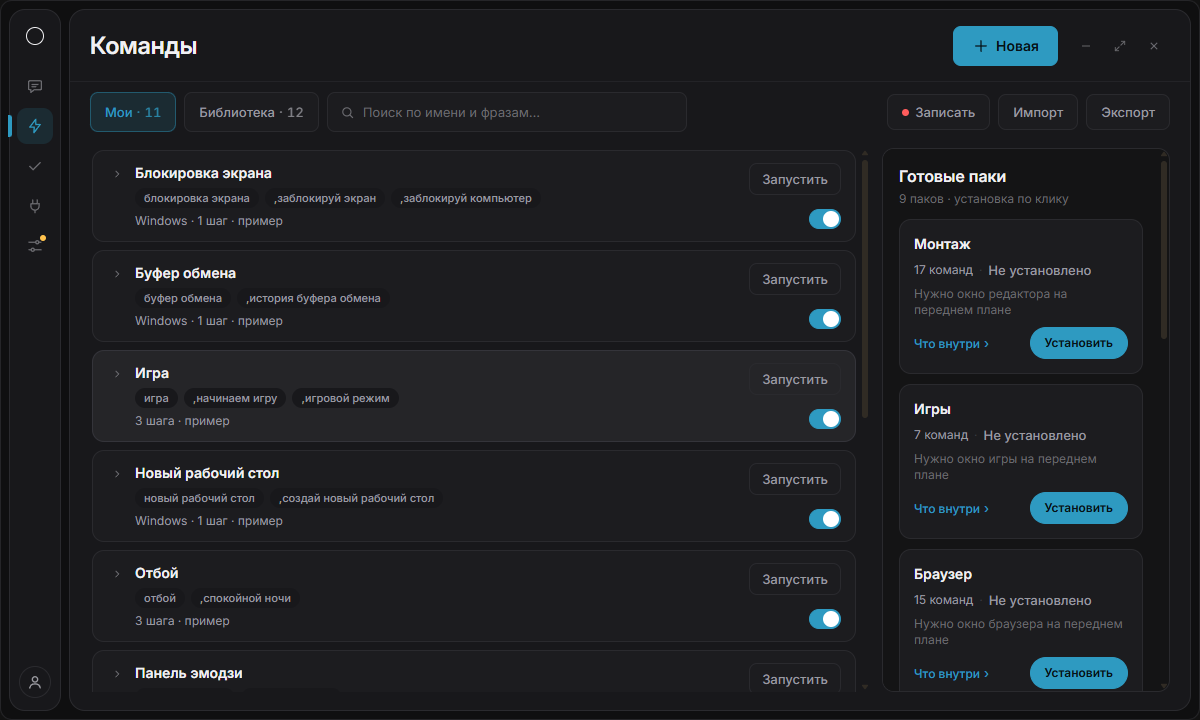 Команды
+ Новая
Мои · 11
Библиотека · 12
Поиск по имени и фразам...
Записать
Импорт
Экспорт
Блокировка экрана
Запустить
блокировка экрана ,заблокируй экран ,заблокируй компьютер
Windows · 1 шаг · пример
Буфер обмена
Запустить
буфер обмена ,история буфера обмена
Windows · 1 шаг · пример
Игра
Запустить
игра ,начинаем игру ,игровой режим
3 шага · пример
Новый рабочий стол
Запустить
новый рабочий стол ,создай новый рабочий стол
Windows · 1 шаг · пример
Отбой
Запустить
отбой ,спокойной ночи
3 шага · пример
Панель эмодзи
Запустить
Готовые паки
9 паков · установка по клику
Монтаж
17 команд · Не установлено
Нужно окно редактора на
переднем плане
Что внутри ›
Установить
Игры
7 команд · Не установлено
Нужно окно игры на переднем
плане
Что внутри ›
Установить
Браузер
15 команд · Не установлено
Нужно окно браузера на переднем
плане
Что внутри ›
Установить